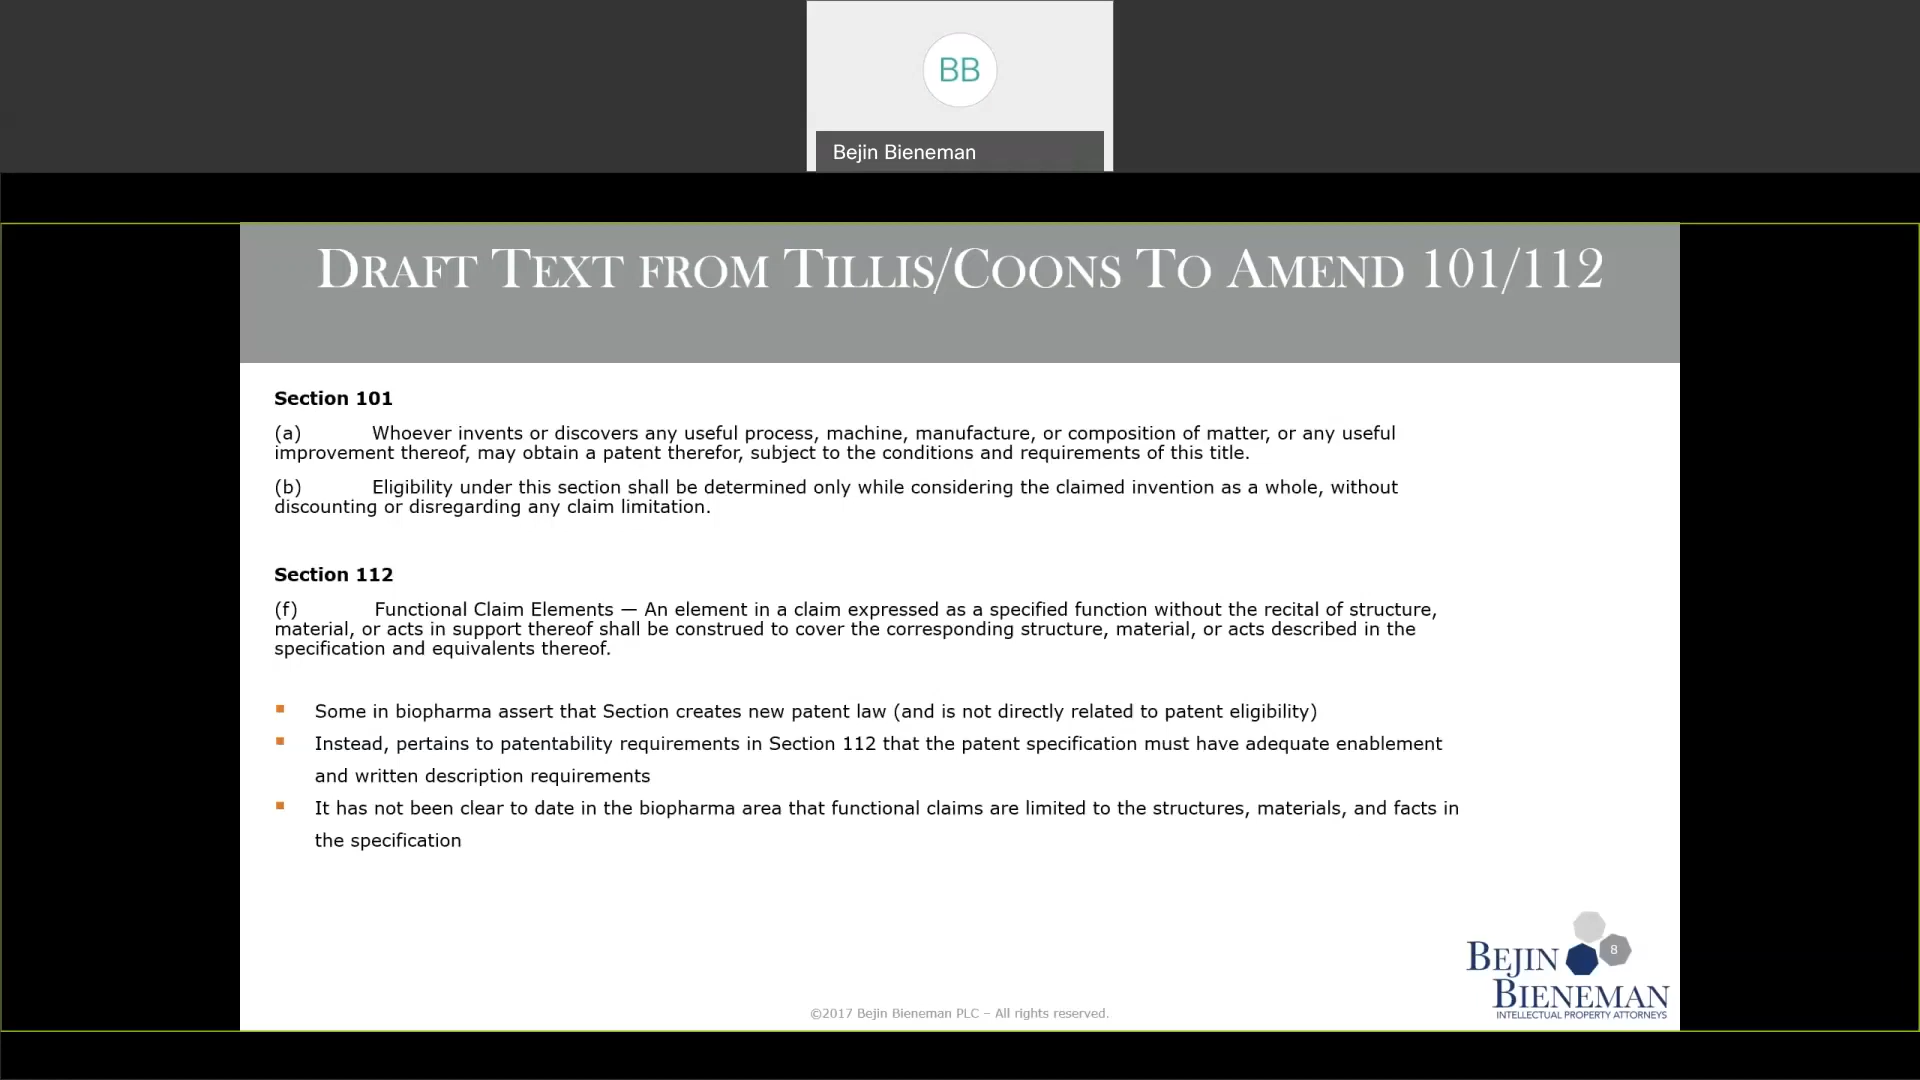 BB
Bejin Bieneman
DRAFT TEXT FROM TILLIS/COONS TO AMEND 101/112
Section 101
(a) Whoever invents or discovers any useful process, machine, manufacture, or composition of matter, or any useful
improvement thereof, may obtain a patent therefor, subject to the conditions and requirements of this title.
(b) Eligibility under this section shall be determined only while considering the claimed invention as a whole, without
discounting or disregarding any claim limitation.
Section 112
(f) Functional Claim Elements — An element in a claim expressed as a specified function without the recital of structure,
material, or acts in support thereof shall be construed to cover the corresponding structure, material, or acts described in the
specification and equivalents thereof.
Some in biopharma assert that Section creates new patent law (and is not directly related to patent eligibility)
Instead, pertains to patentability requirements in Section 112 that the patent specification must have adequate enablement
and written description requirements
It has not been clear to date in the biopharma area that functional claims are limited to the structures, materials, and facts in
the specification
8
BEJIN
BIENEMAN
INTELLECTUAL PROPERTY ATTORNEYS
©2017 Bejin Bieneman PLC – All rights reserved.